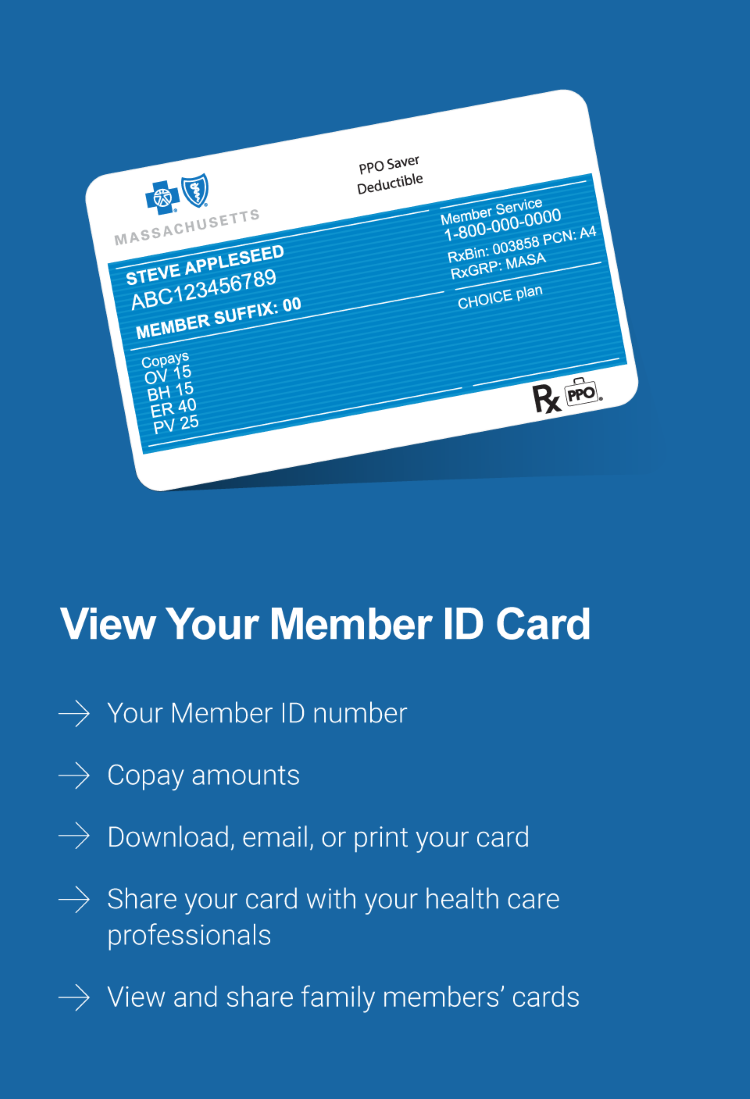 PPO Saver
Deductible
MASSACHUSETTS
STEVE APPLESEED
ABC123456789
MEMBER SUFFIX: 00
Member Service
1-800-000-0000
RxBin: 003858 PCN: A4
RxGRP: MASA
CHOICE plan
Copays
OV 15
BH 15
ER 40
PV 25
Rx PPO
View Your Member ID Card
Your Member ID number
Copay amounts
Download, email, or print your card
Share your card with your health care
professionals
View and share family members’ cards